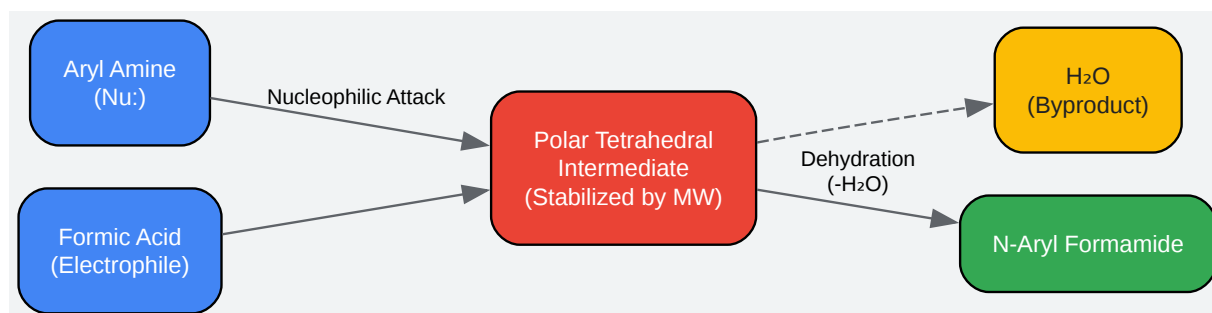 Aryl Amine
(Nu:)
Nucleophilic Attack
Formic Acid
(Electrophile)
Polar Tetrahedral
Intermediate
(Stabilized by MW)
Dehydration
(-H₂O)
H₂O
(Byproduct)
N-Aryl Formamide